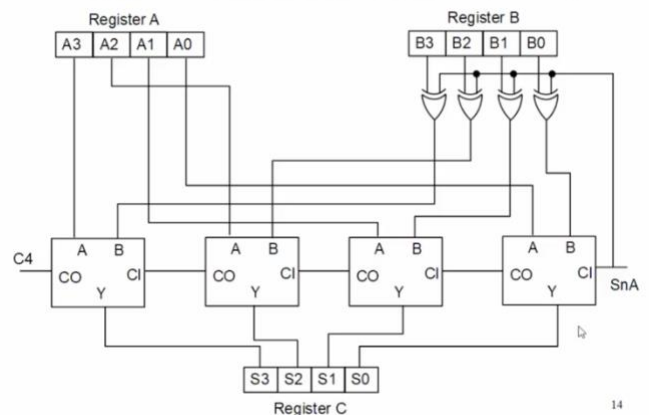 Register A
Register B
A3 A2 A1 A0
B3 B2 B1 B0
A B
A B
A B
A B
C4
CO CI
CO CI
CO CI
CO CI
SnA
Y
Y
Y
Y
S3 S2 S1 S0
Register C
14